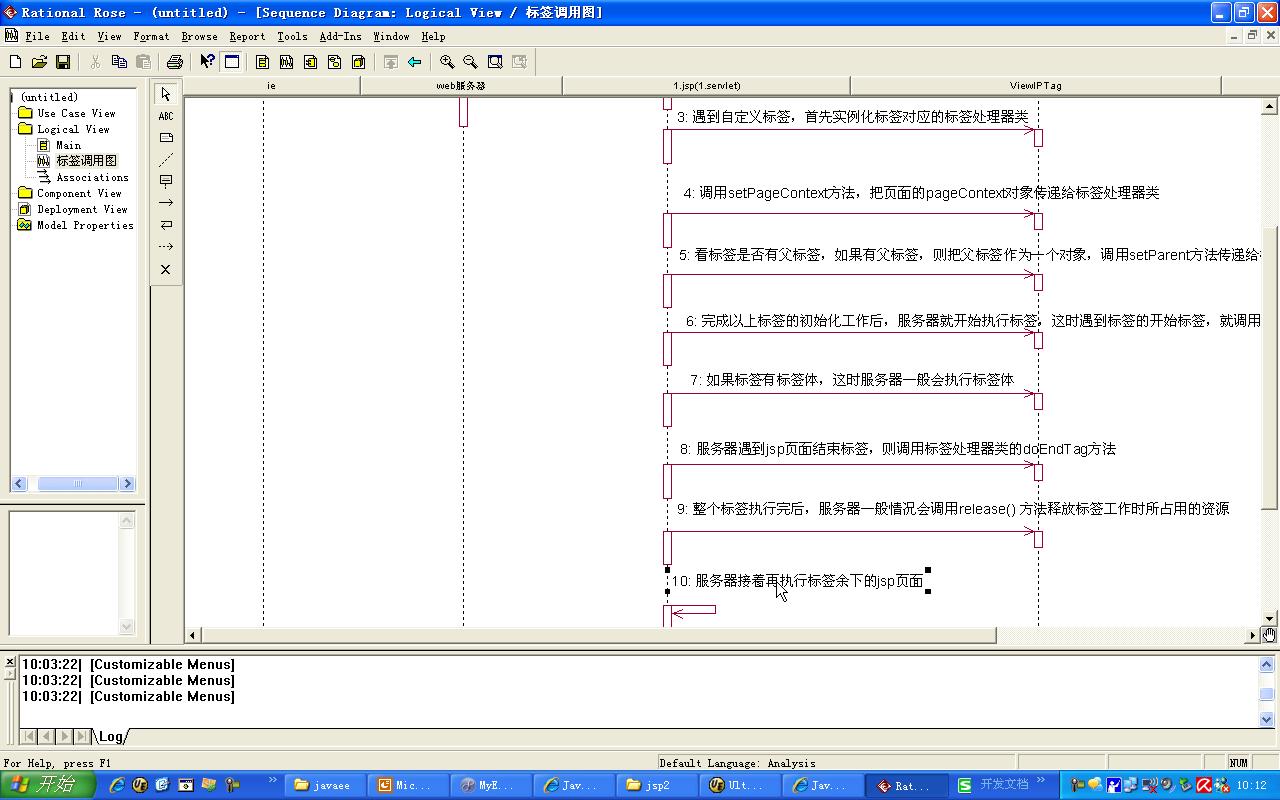 Rational Rose - (untitled) - [Sequence Diagram: Logical View / 标签调用图]
File Edit View Format Browse Report Tools Add-Ins Window Help
ie web服务器 1.jsp(1.servlet) ViewIPTag
(untitled)
Use Case View
Logical View
Main
标签调用图
Associations
Component View
Deployment View
Model Properties
ABC
3: 遇到自定义标签，首先实例化标签对应的标签处理器类
4: 调用setPageContext方法，把页面的pageContext对象传递给标签处理器类
5: 看标签是否有父标签，如果有父标签，则把父标签作为一个对象，调用setParent方法传递给
6: 完成以上标签的初始化工作后，服务器就开始执行标签，这时遇到标签的开始标签，就调用
7: 如果标签有标签体，这时服务器一般会执行标签体
8: 服务器遇到jsp页面结束标签，则调用标签处理器类的doEndTag方法
9: 整个标签执行完后，服务器一般情况会调用release() 方法释放标签工作时所占用的资源
10: 服务器接着再执行标签余下的jsp页面
10:03:22| [Customizable Menus]
10:03:22| [Customizable Menus]
10:03:22| [Customizable Menus]
Log
For Help, press F1 Default Language: Analysis NUM
开始 javaee Mic... MyE... Jav... jsp2 Ult... Jav... Rat... 开发文档 10:12